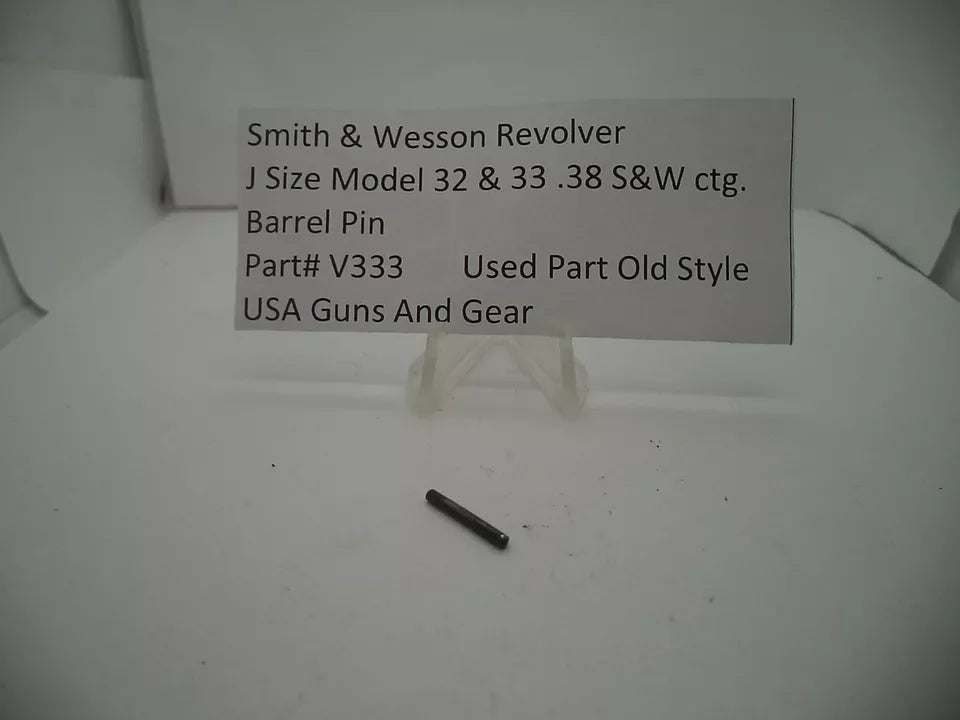 Smith & Wesson Revolver
J Size Model 32 & 33 .38 S&W ctg.
Barrel Pin
Part# V333 Used Part Old Style
USA Guns And Gear